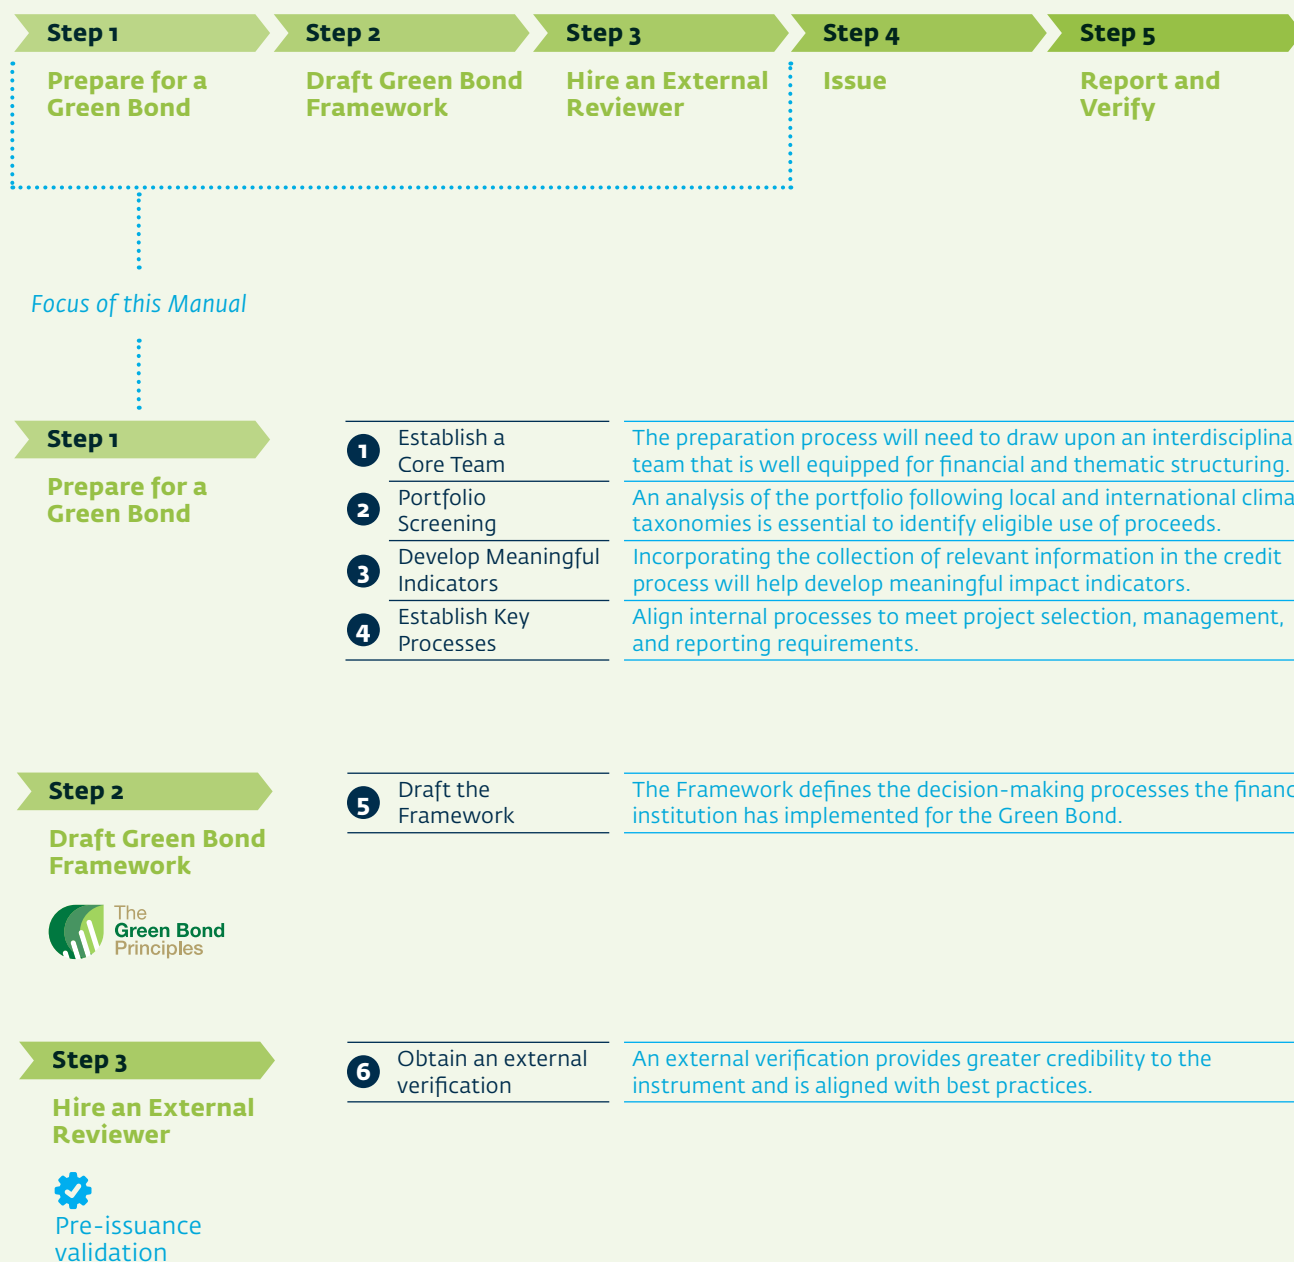 Step 1
Step 2
Step 3
Step 4
Step 5
Prepare for a
Green Bond
Draft Green Bond
Framework
Hire an External
Reviewer
Issue
Report and
Verify
Focus of this Manual
Step 1
Prepare for a
Green Bond
1
Establish a
Core Team
The preparation process will need to draw upon an interdisciplina
team that is well equipped for financial and thematic structuring.
2
Portfolio
Screening
An analysis of the portfolio following local and international clima
taxonomies is essential to identify eligible use of proceeds.
3
Develop Meaningful
Indicators
Incorporating the collection of relevant information in the credit
process will help develop meaningful impact indicators.
4
Establish Key
Processes
Align internal processes to meet project selection, management,
and reporting requirements.
Step 2
Draft Green Bond
Framework
The
Green Bond
Principles
5
Draft the
Framework
The Framework defines the decision-making processes the financ
institution has implemented for the Green Bond.
Step 3
Hire an External
Reviewer
Pre-issuance
validation
6
Obtain an external
verification
An external verification provides greater credibility to the
instrument and is aligned with best practices.